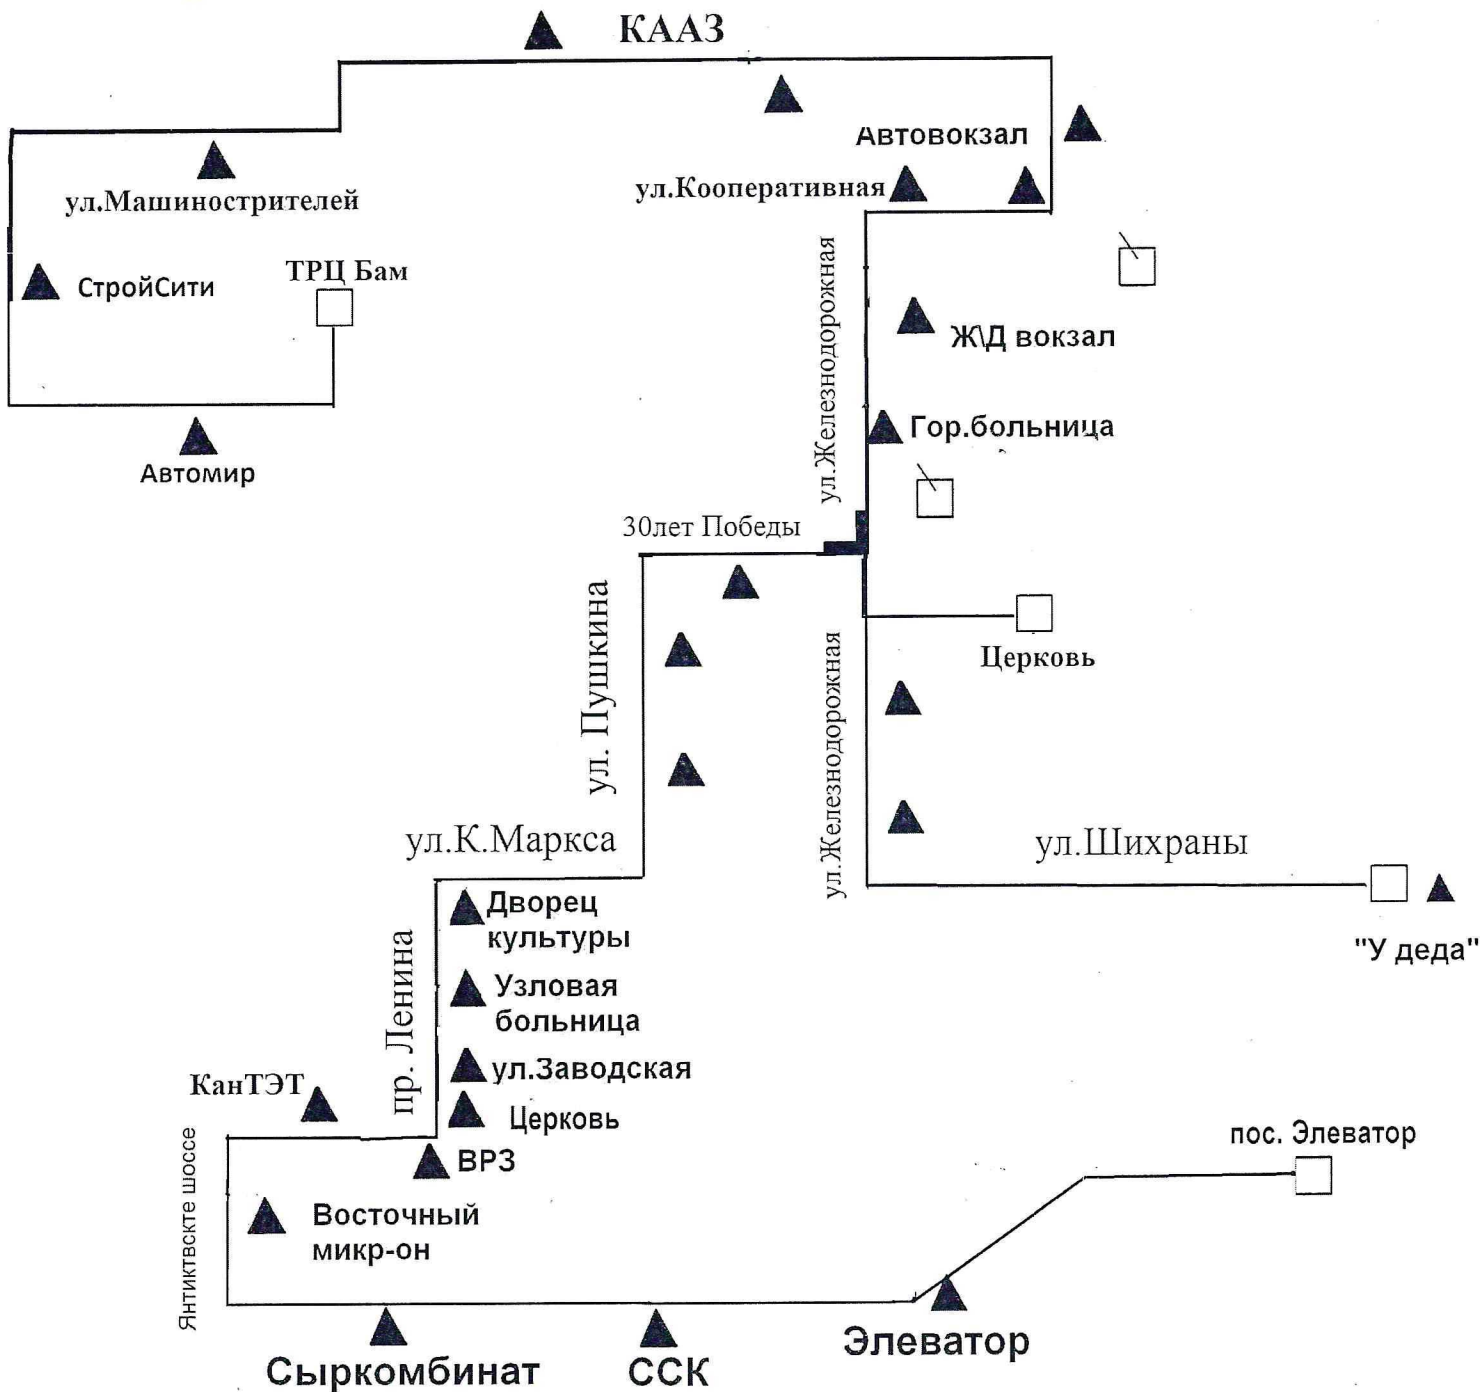 КААЗ
Автовокзал
ул.Машинострителей
ул.Кооперативная
ТРЦ Бам
СтройСити
ул.Железнодорожная
Ж\Д вокзал
Гор.больница
Автомир
30лет Победы
ул. Пушкина
Церковь
ул.Железнодорожная
ул.К.Маркса
ул.Шихраны
"У деда"
Дворец
культуры
пр. Ленина
Узловая
больница
ул.Заводская
КанТЭТ
Церковь
ВРЗ
пос. Элеватор
Янтиктвскте шоссе
Восточный
микр-он
Элеватор
Сыркомбинат
ССК